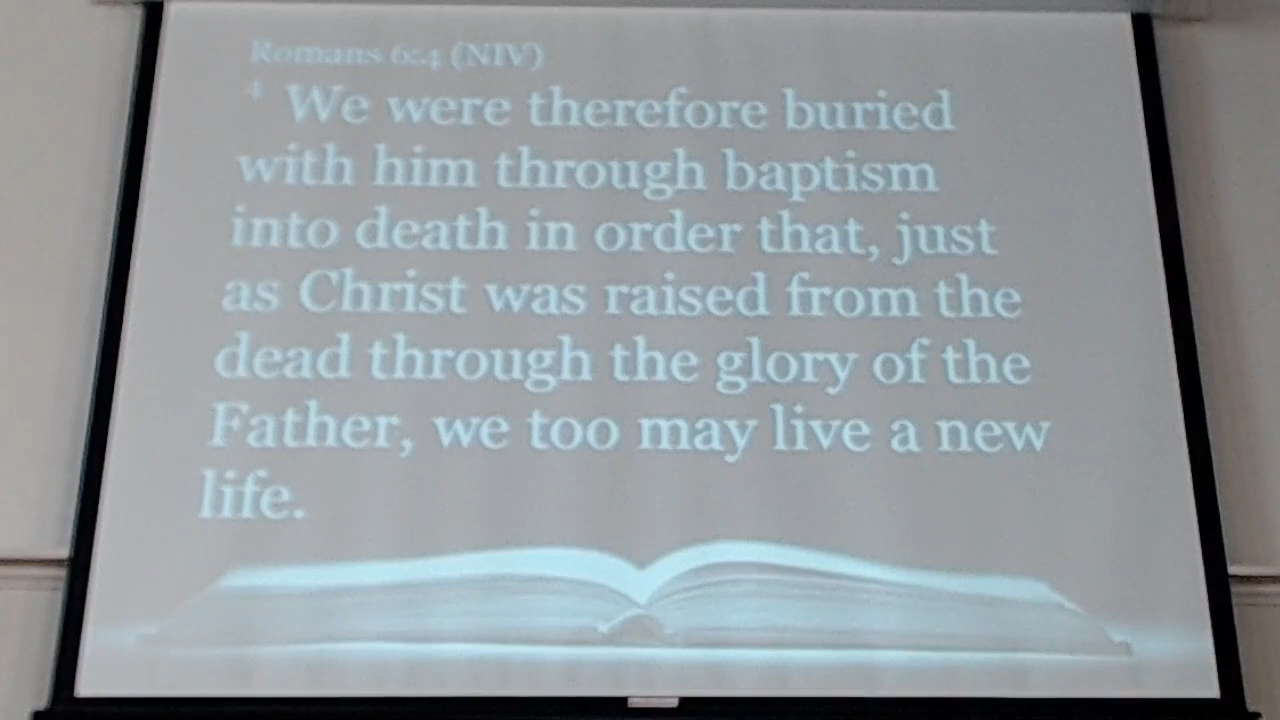 Romans 6:4 (NIV)
4 We were therefore buried
with him through baptism
into death in order that, just
as Christ was raised from the
dead through the glory of the
Father, we too may live a new
life.